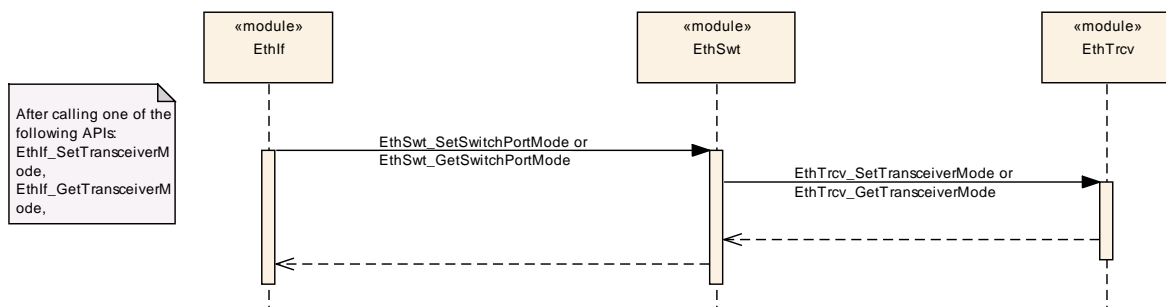 «module»
EthIf
«module»
EthSwt
«module»
EthTrcv
After calling one of the
following APIs:
EthIf_SetTransceiverM
ode,
EthIf_GetTransceiverM
ode,
EthSwt_SetSwitchPortMode or
EthSwt_GetSwitchPortMode
EthTrcv_SetTransceiverMode or
EthTrcv_GetTransceiverMode